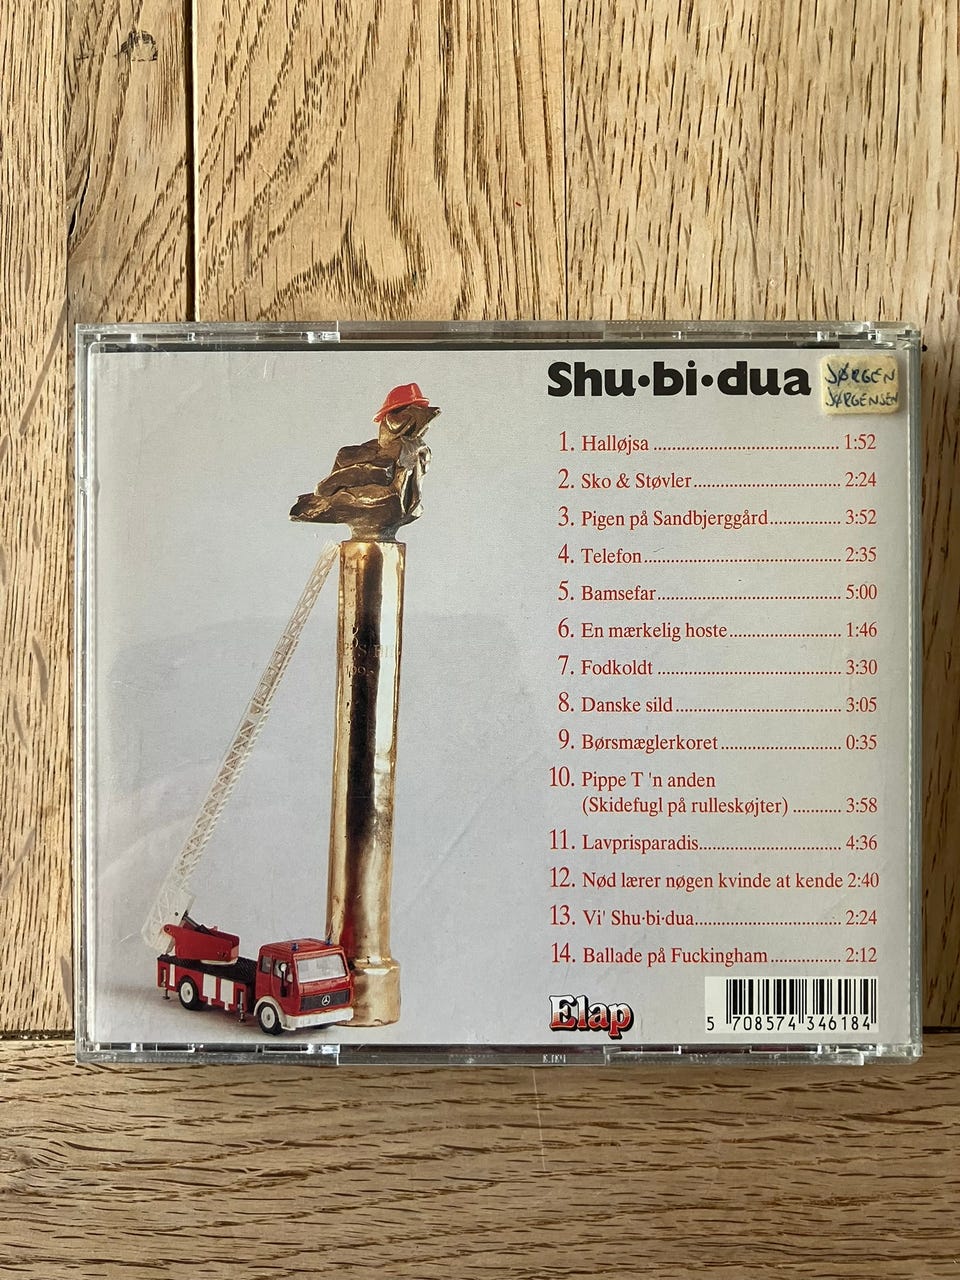 Shu·bi·dua
JØRGEN
JØRGENSEN
1. Halløjsa 1:52
2. Sko & Støvler 2:24
3. Pigen på Sandbjerggård 3:52
4. Telefon 2:35
5. Bamsefar 5:00
6. En mærkelig hoste 1:46
7. Fodkoldt 3:30
8. Danske sild 3:05
9. Børsmæglerkoret 0:35
10. Pippe T 'n anden
(Skidefugl på rulleskøjter) 3:58
11. Lavprisparadis 4:36
12. Nød lærer nøgen kvinde at kende 2:40
13. Vi' Shu·bi·dua 2:24
14. Ballade på Fuckingham 2:12
Elap
5 708574 346184